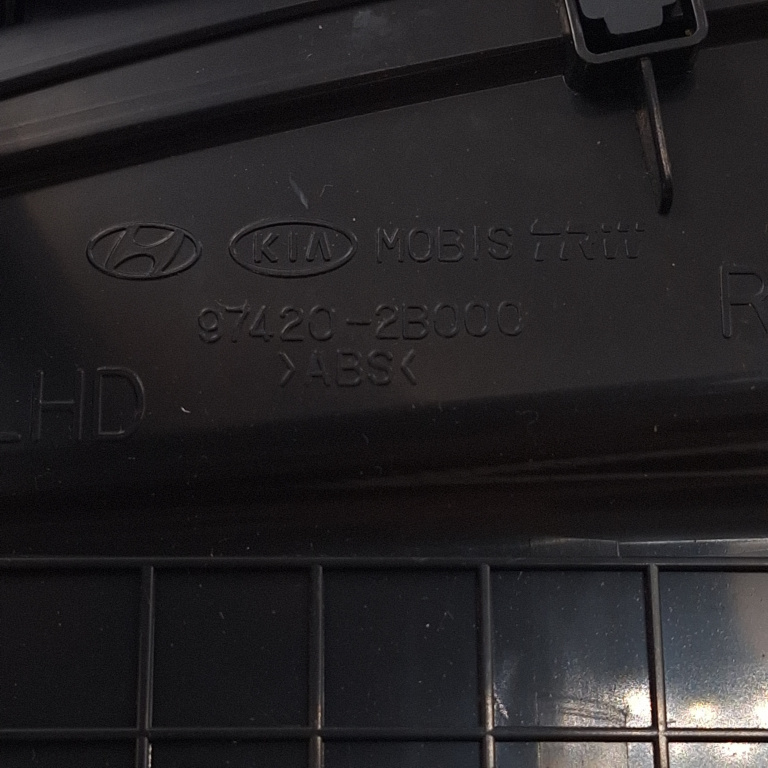 KIA MOBIS TRW
97420-2B000
>ABS<
LHD
R